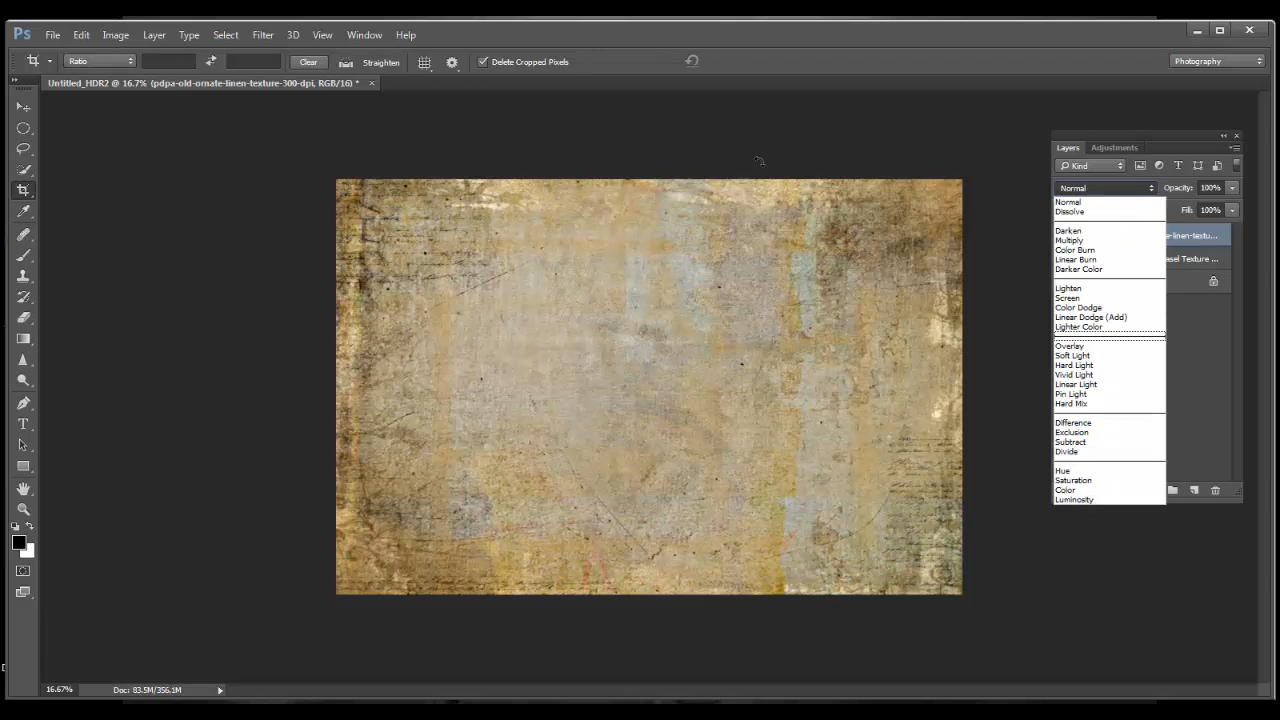 Ps File Edit Image Layer Type Select Filter 3D View Window Help
Ratio Clear Straighten Delete Cropped Pixels Photography
Untitled_HDR2 @ 16.7% (pdpa-old-ornate-linen-texture-300-dpi, RGB/16) *
Layers Adjustments
Kind
Normal Opacity: 100%
Normal
Fill: 100%
Dissolve
Darken
e-linen-textu...
Multiply
Color Burn
Linear Burn
asel Texture ...
Darker Color
Lighten
Screen
Color Dodge
Linear Dodge (Add)
Lighter Color
Overlay
Soft Light
Hard Light
Vivid Light
Linear Light
Pin Light
Hard Mix
Difference
Exclusion
Subtract
Divide
Hue
Saturation
Color
Luminosity
16.67% Doc: 83.5M/356.1M